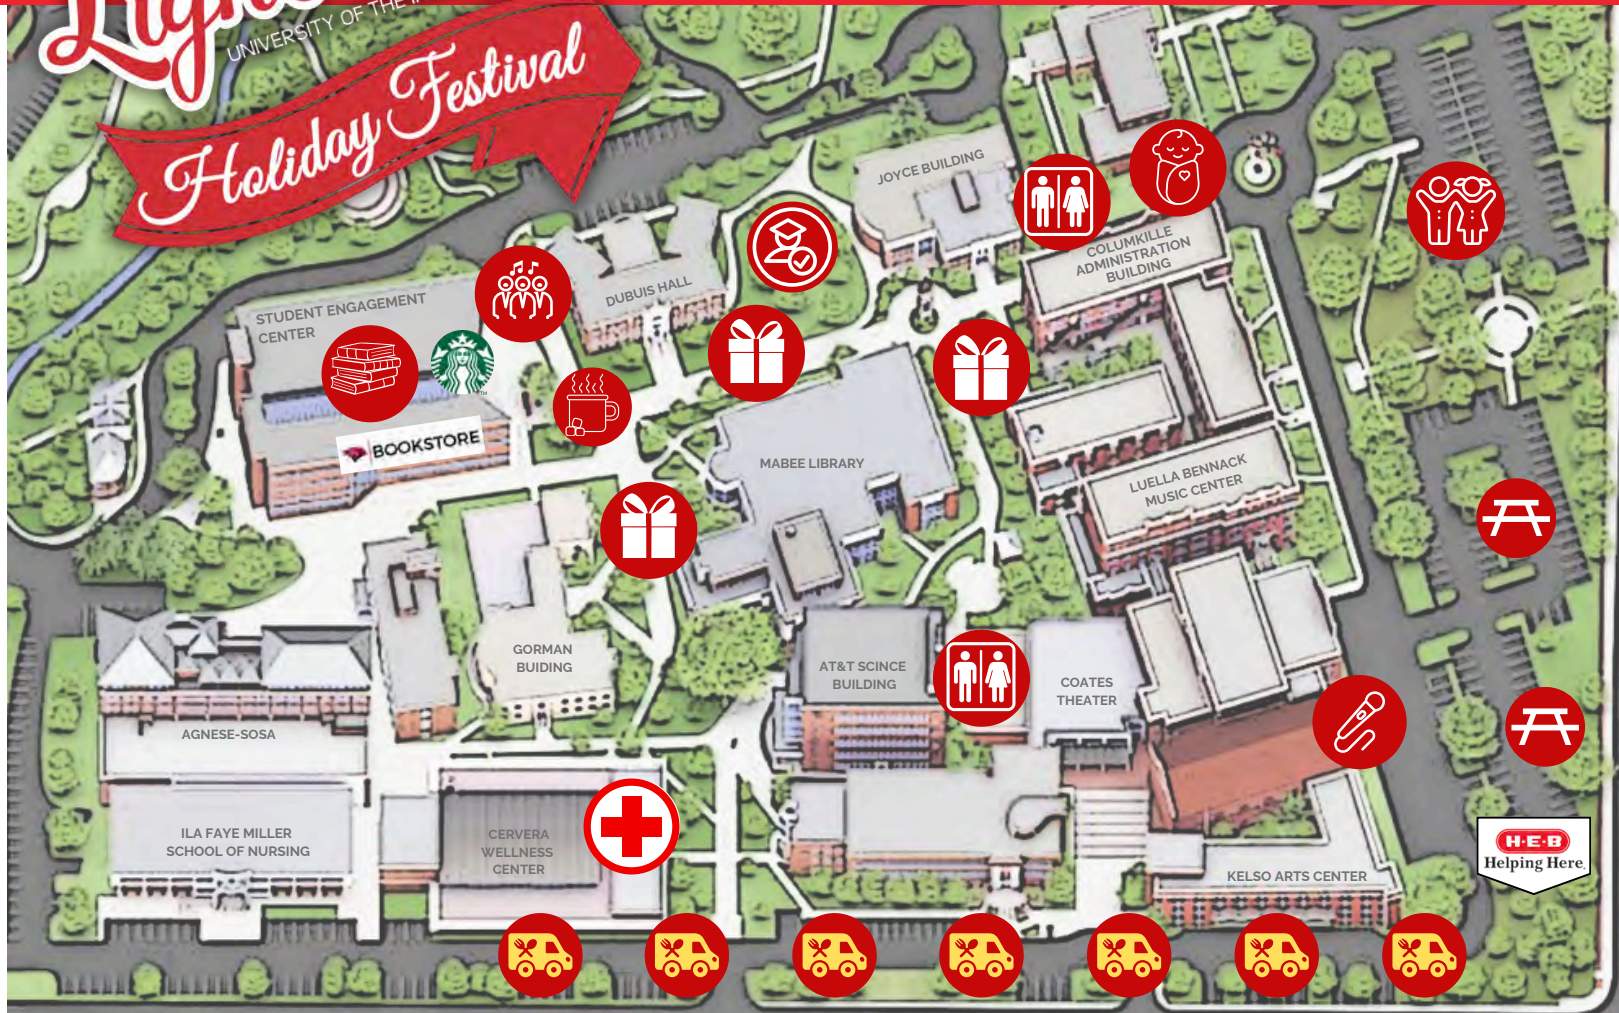 UNIVERSITY OF THE
Holiday Festival
JOYCE BUILDING
COLUMKILLE
ADMINISTRATION
BUILDING
DUBUIS HALL
STUDENT ENGAGEMENT
CENTER
BOOKSTORE
MABEE LIBRARY
LUELLA BENNACK
MUSIC CENTER
GORMAN
BUIDING
AT&T SCINCE
BUILDING
COATES
THEATER
AGNESE-SOSA
ILA FAYE MILLER
SCHOOL OF NURSING
CERVERA
WELLNESS
CENTER
H-E-B
Helping Here.
KELSO ARTS CENTER